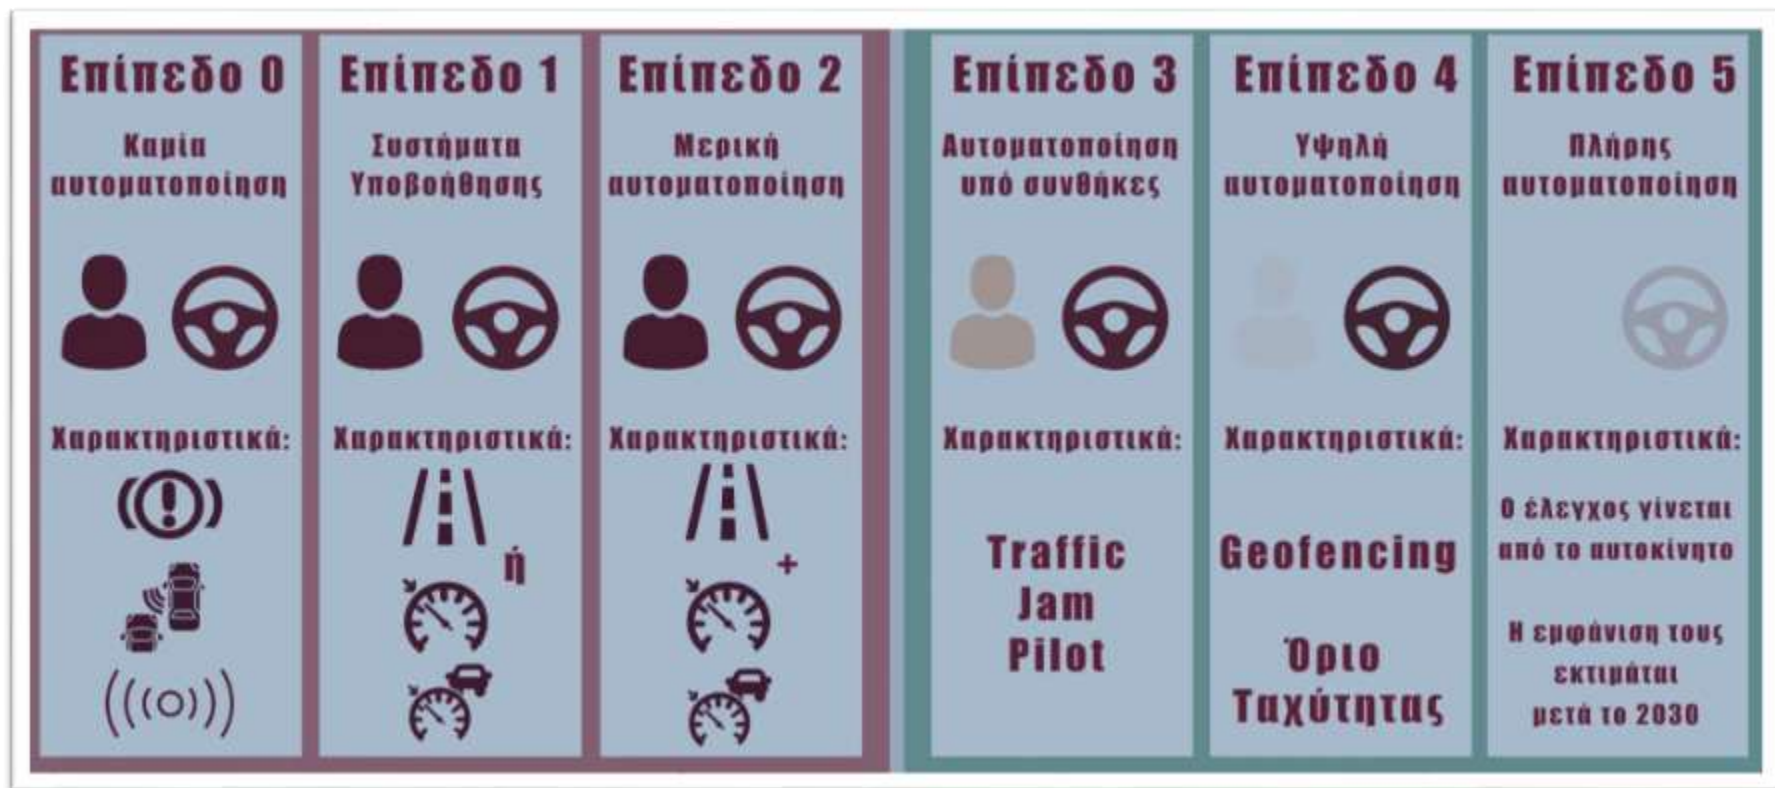 Επίπεδο 0
Καμία
αυτοματοποίηση
Χαρακτηριστικά:
Επίπεδο 1
Συστήματα
Υποβοήθησης
Χαρακτηριστικά:
ή
Επίπεδο 2
Μερική
αυτοματοποίηση
Χαρακτηριστικά:
+
Επίπεδο 3
Αυτοματοποίηση
υπό συνθήκες
Χαρακτηριστικά:
Traffic
Jam
Pilot
Επίπεδο 4
Υψηλή
αυτοματοποίηση
Χαρακτηριστικά:
Geofencing
Όριο
Ταχύτητας
Επίπεδο 5
Πλήρης
αυτοματοποίηση
Χαρακτηριστικά:
Ο έλεγχος γίνεται
από το αυτοκίνητο
Η εμφάνιση τους
εκτιμάται
μετά το 2030